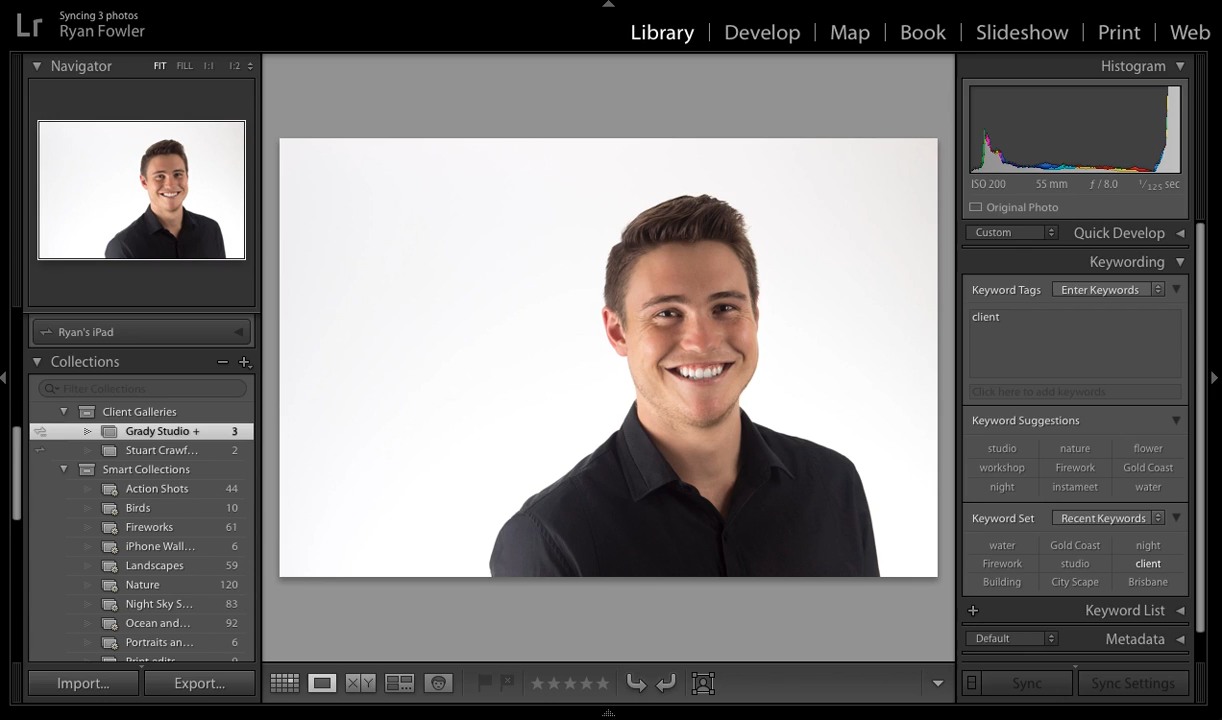 Lr
Syncing 3 photos
Ryan Fowler
Library
Develop
Map
Book
Slideshow
Print
Web
Navigator
FIT
FILL
1:1
1:2
Ryan's iPad
Collections
Filter Collections
Client Galleries
Grady Studio + 3
Stuart Crawf... 2
Smart Collections
Action Shots 44
Birds 10
Fireworks 61
iPhone Wall... 6
Landscapes 59
Nature 120
Night Sky S... 83
Ocean and... 92
Portraits an... 6
Print edits 9
Import...
Export...
XY
Histogram
ISO 200
55 mm
ƒ / 8.0
1/125 sec
Original Photo
Custom
Quick Develop
Keywording
Keyword Tags
Enter Keywords
client
Click here to add keywords
Keyword Suggestions
studio nature flower
workshop Firework Gold Coast
night instameet water
Keyword Set
Recent Keywords
water Gold Coast night
Firework studio client
Building City Scape Brisbane
Keyword List
Default
Metadata
Sync
Sync Settings